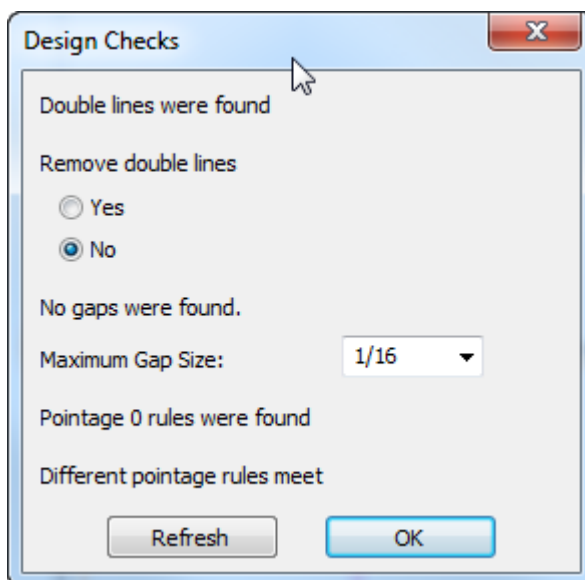 Design Checks
Double lines were found
Remove double lines
Yes
No
No gaps were found.
Maximum Gap Size: 1/16
Pointage 0 rules were found
Different pointage rules meet
Refresh OK